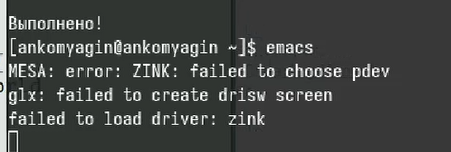 Выполнено!
[ankomyagin@ankomyagin ~]$ emacs
MESA: error: ZINK: failed to choose pdev
glx: failed to create drisw screen
failed to load driver: zink